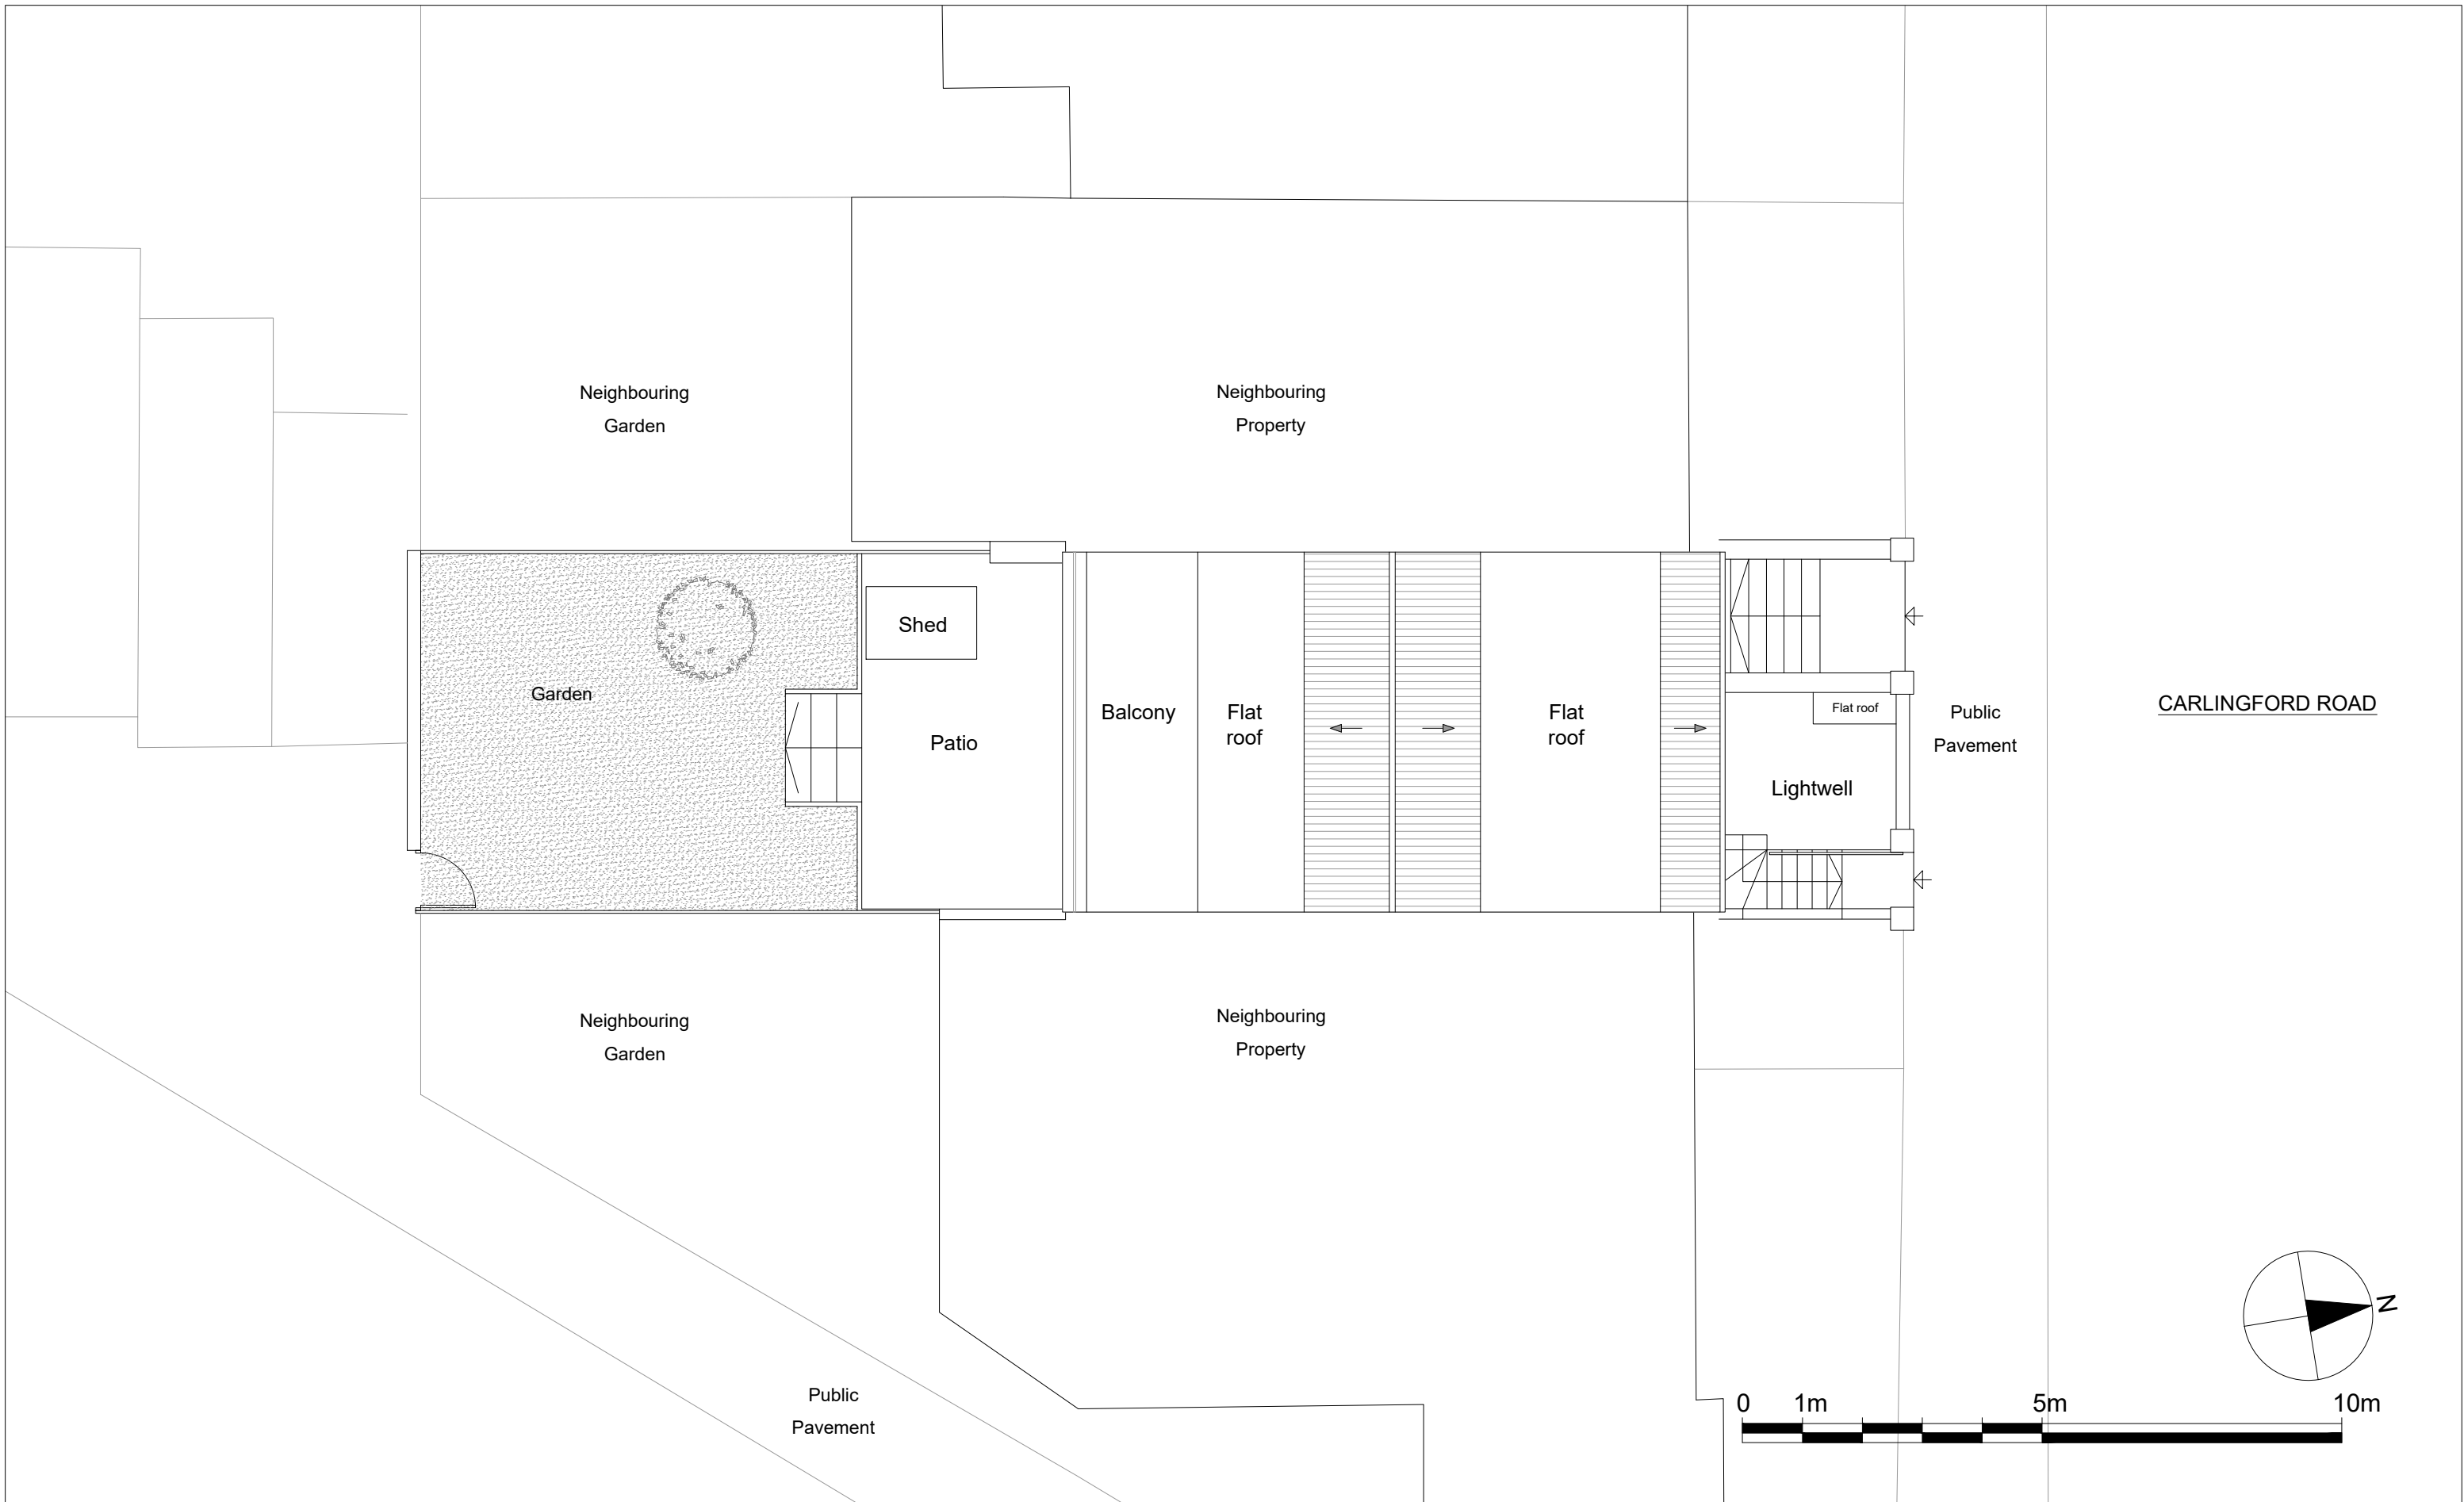 Neighbouring
Garden
Neighbouring
Property
Shed
Garden
Patio
Balcony
Flat
roof
Flat
roof
Flat roof
Lightwell
Public
Pavement
CARLINGFORD ROAD
Neighbouring
Garden
Neighbouring
Property
Public
Pavement
N
0 1m 5m 10m